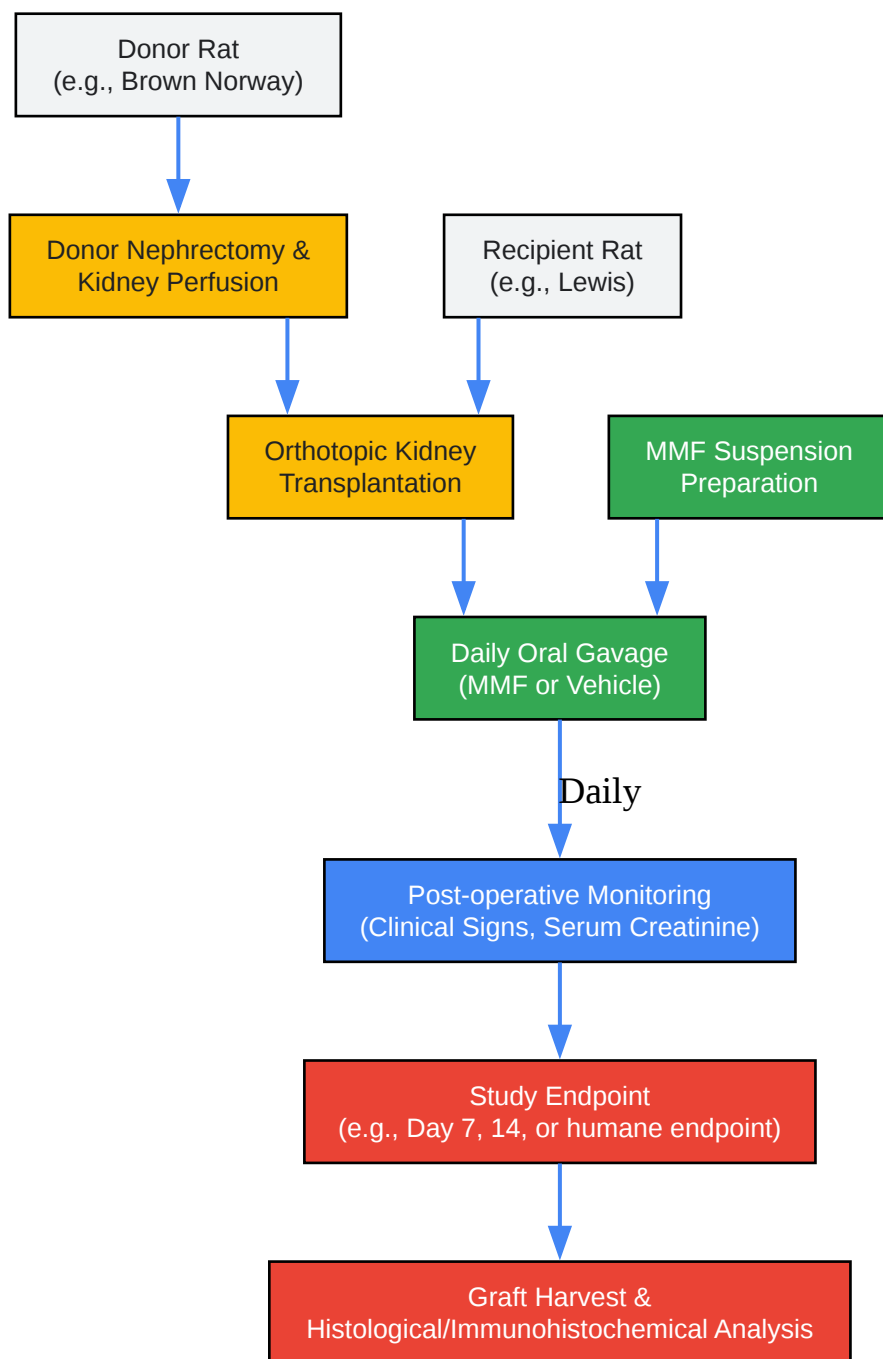 Donor Rat
(e.g., Brown Norway)
Donor Nephrectomy &
Kidney Perfusion
Recipient Rat
(e.g., Lewis)
Orthotopic Kidney
Transplantation
MMF Suspension
Preparation
Daily Oral Gavage
(MMF or Vehicle)
Daily
Post-operative Monitoring
(Clinical Signs, Serum Creatinine)
Study Endpoint
(e.g., Day 7, 14, or humane endpoint)
Graft Harvest &
Histological/Immunohistochemical Analysis